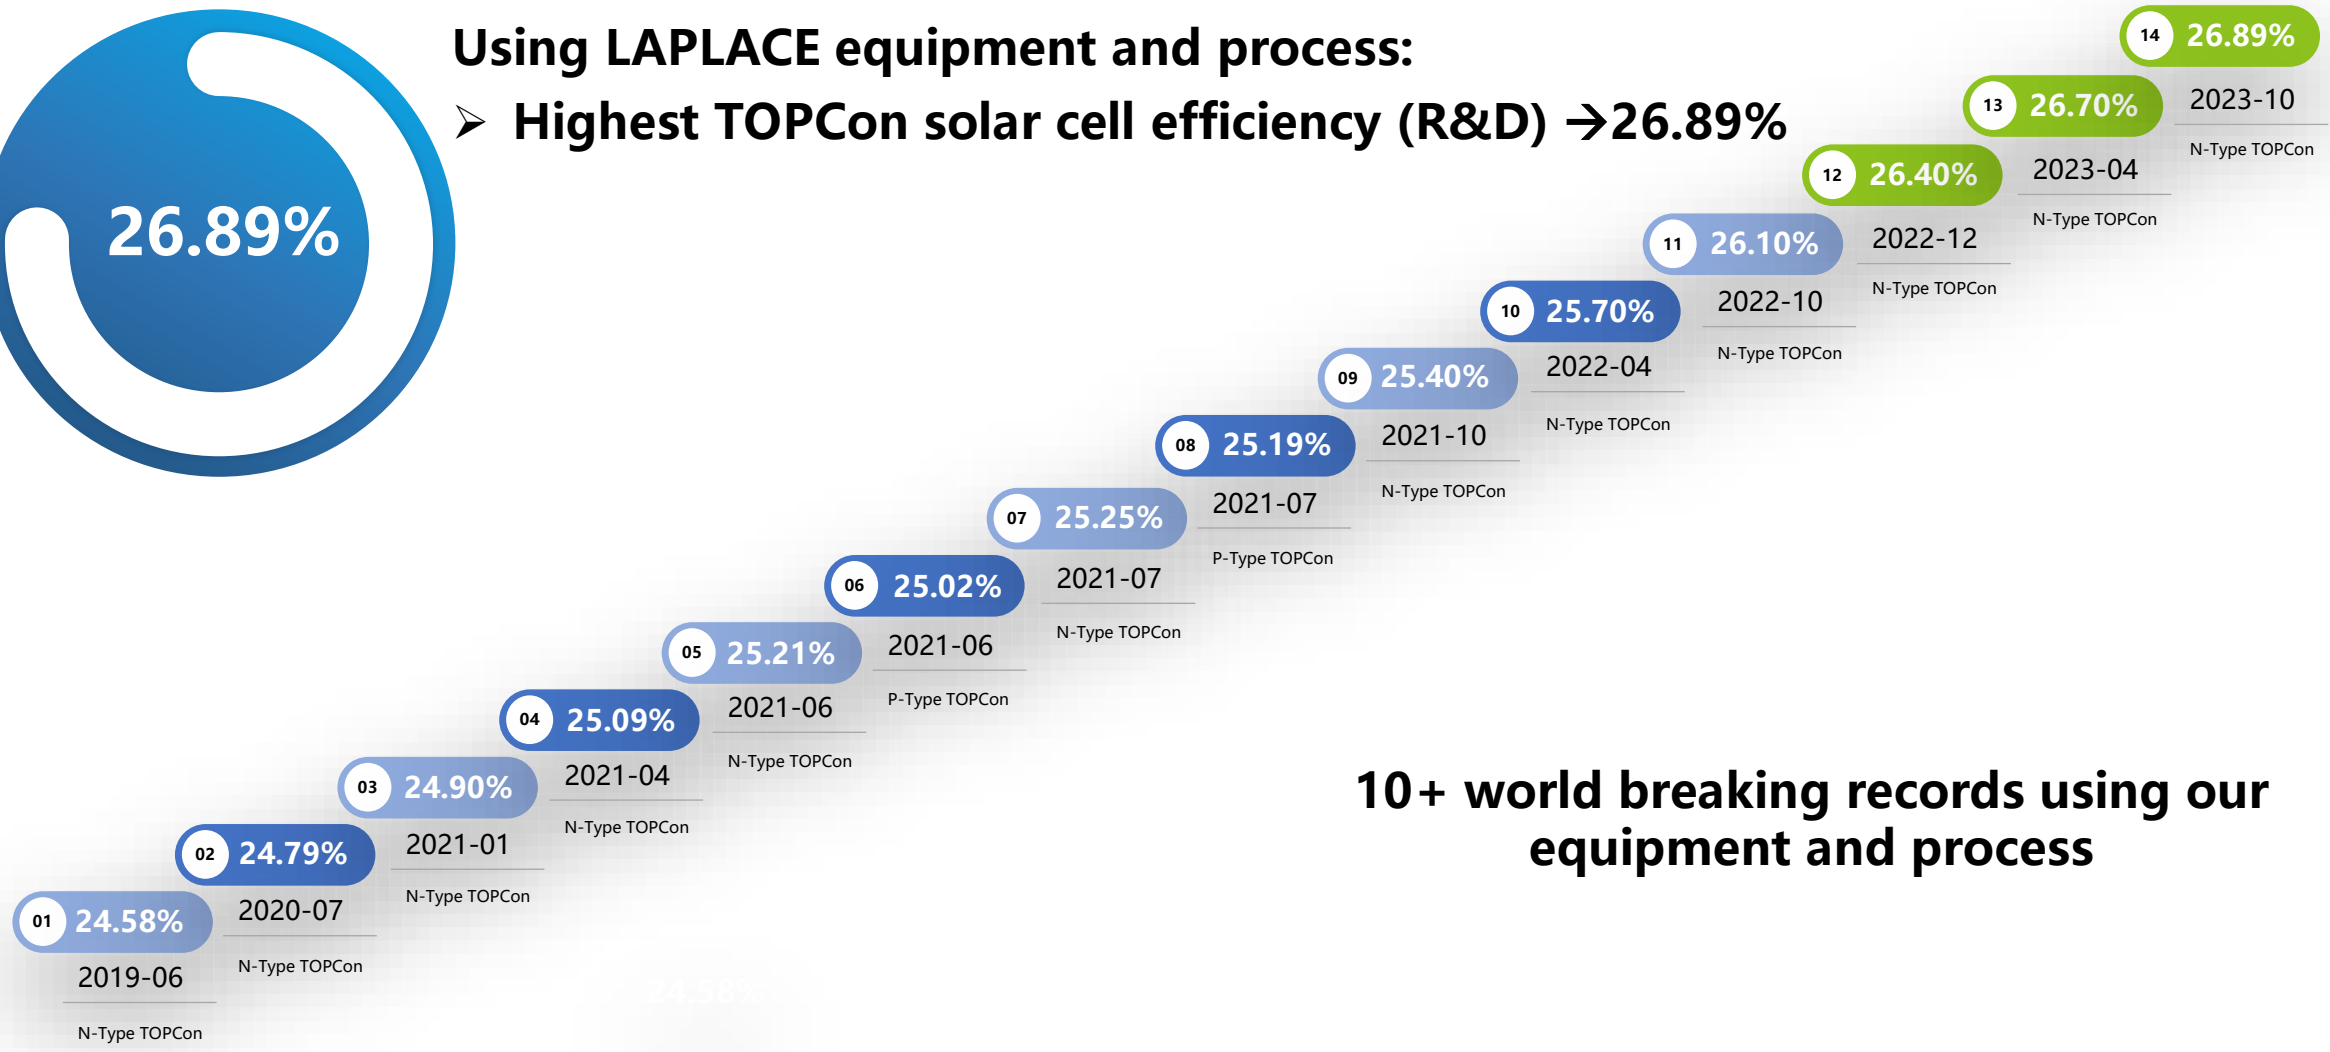 Using LAPLACE equipment and process:
➢ Highest TOPCon solar cell efficiency (R&D) →26.89%
26.89%
14 26.89%
2023-10
N-Type TOPCon
13 26.70%
2023-04
N-Type TOPCon
12 26.40%
2022-12
N-Type TOPCon
11 26.10%
2022-10
N-Type TOPCon
10 25.70%
2022-04
N-Type TOPCon
09 25.40%
2021-10
N-Type TOPCon
08 25.19%
2021-07
P-Type TOPCon
07 25.25%
2021-07
N-Type TOPCon
06 25.02%
2021-06
P-Type TOPCon
05 25.21%
2021-06
N-Type TOPCon
04 25.09%
2021-04
N-Type TOPCon
03 24.90%
2021-01
N-Type TOPCon
02 24.79%
2020-07
N-Type TOPCon
01 24.58%
2019-06
N-Type TOPCon
24.58%
10+ world breaking records using our
equipment and process